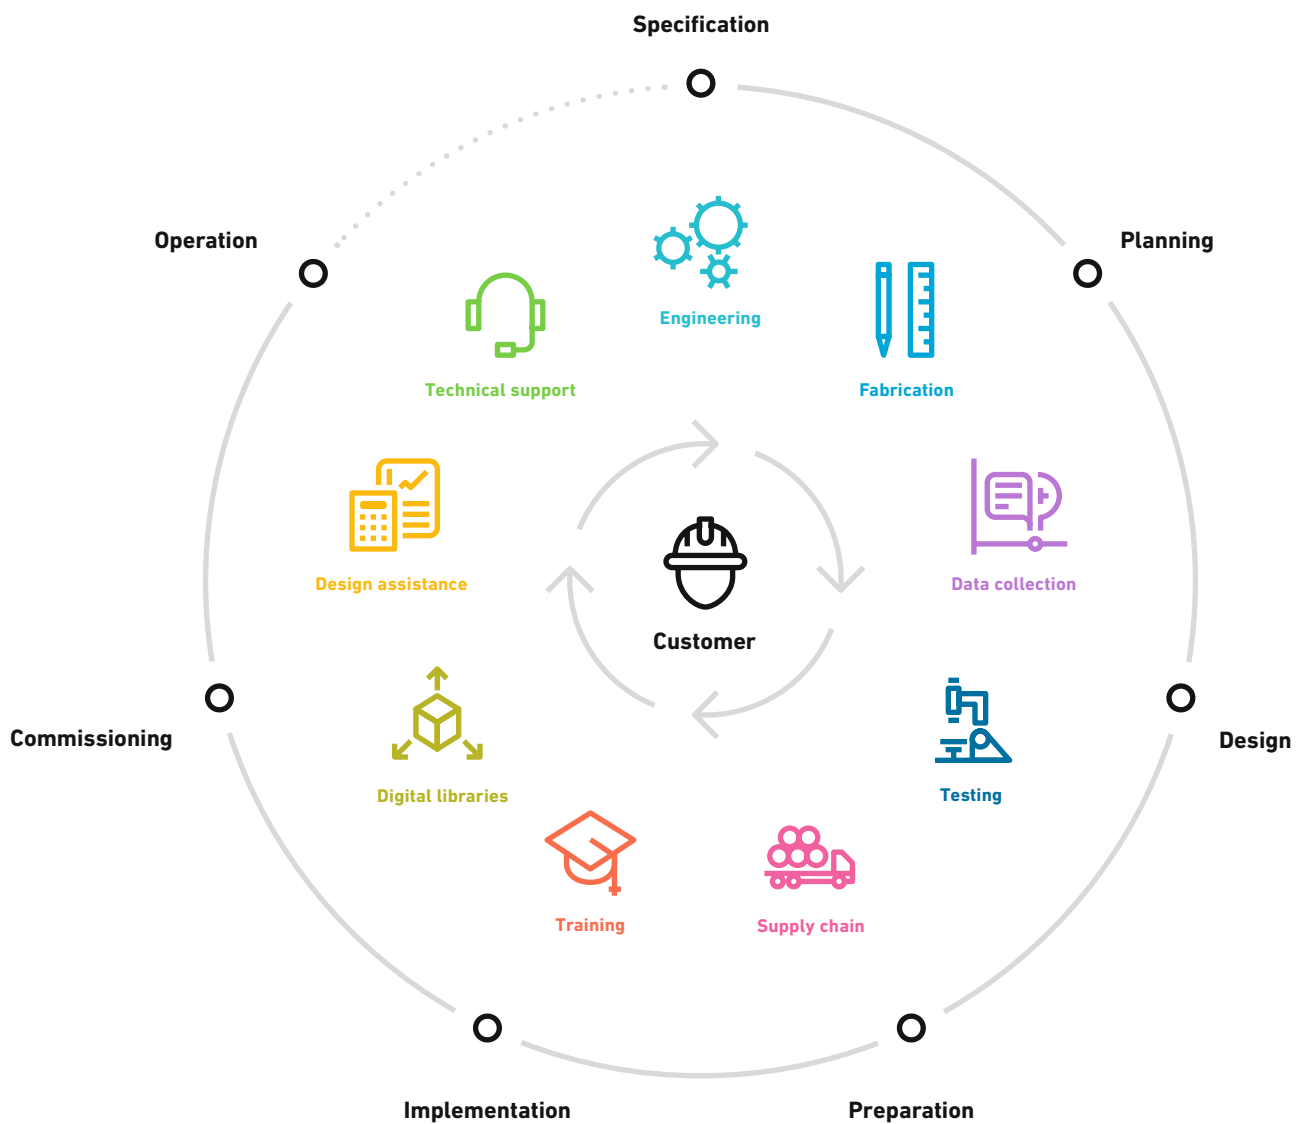 Specification
Operation
Planning
Engineering
Technical support
Fabrication
Design assistance
Data collection
Customer
Commissioning
Design
Digital libraries
Testing
Training
Supply chain
Implementation
Preparation